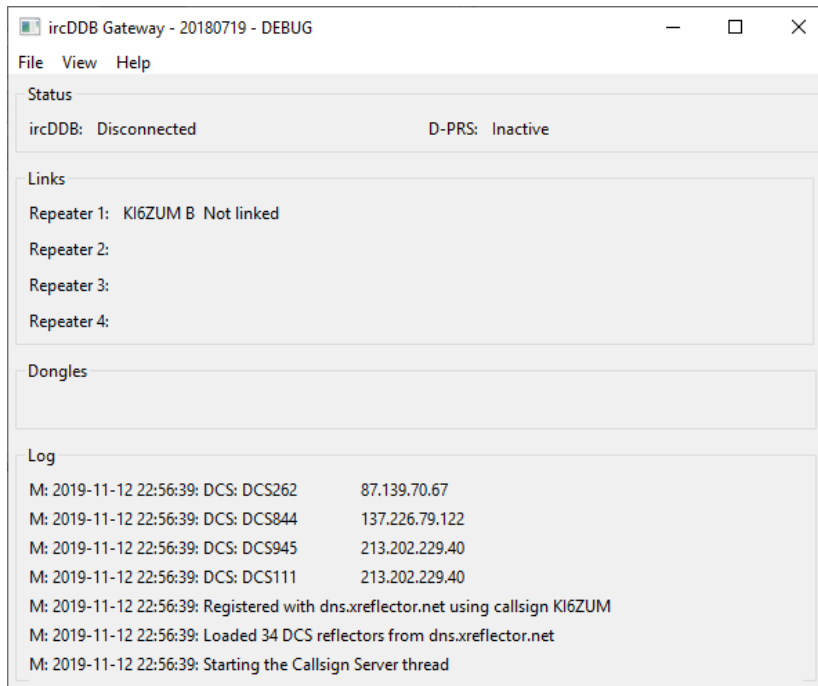 ircDDB Gateway - 20180719 - DEBUG
File View Help
Status
ircDDB: Disconnected D-PRS: Inactive
Links
Repeater 1: KI6ZUM B Not linked
Repeater 2:
Repeater 3:
Repeater 4:
Dongles
Log
M: 2019-11-12 22:56:39: DCS: DCS262 87.139.70.67
M: 2019-11-12 22:56:39: DCS: DCS844 137.226.79.122
M: 2019-11-12 22:56:39: DCS: DCS945 213.202.229.40
M: 2019-11-12 22:56:39: DCS: DCS111 213.202.229.40
M: 2019-11-12 22:56:39: Registered with dns.xreflector.net using callsign KI6ZUM
M: 2019-11-12 22:56:39: Loaded 34 DCS reflectors from dns.xreflector.net
M: 2019-11-12 22:56:39: Starting the Callsign Server thread